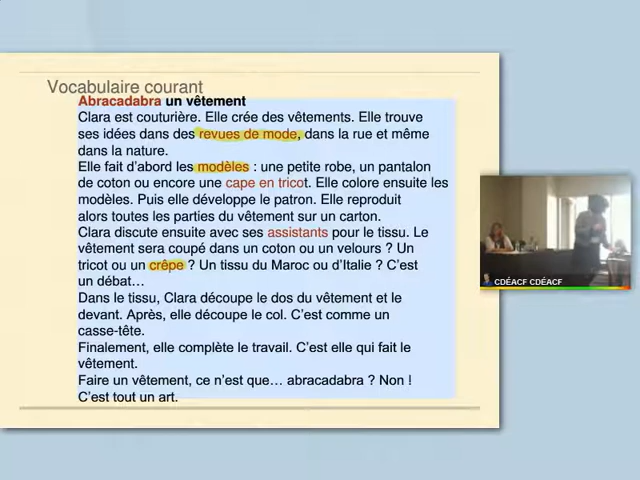 Vocabulaire courant
Abracadabra un vêtement
Clara est couturière. Elle crée des vêtements. Elle trouve
ses idées dans des revues de mode, dans la rue et même
dans la nature.
Elle fait d'abord les modèles : une petite robe, un pantalon
de coton ou encore une cape en tricot. Elle colore ensuite les
modèles. Puis elle développe le patron. Elle reproduit
alors toutes les parties du vêtement sur un carton.
Clara discute ensuite avec ses assistants pour le tissu. Le
vêtement sera coupé dans un coton ou un velours ? Un
tricot ou un crêpe ? Un tissu du Maroc ou d'Italie ? C'est
un débat…
Dans le tissu, Clara découpe le dos du vêtement et le
devant. Après, elle découpe le col. C'est comme un
casse-tête.
Finalement, elle complète le travail. C'est elle qui fait le
vêtement.
Faire un vêtement, ce n'est que… abracadabra ? Non !
C'est tout un art.
CDÉACF CDÉACF